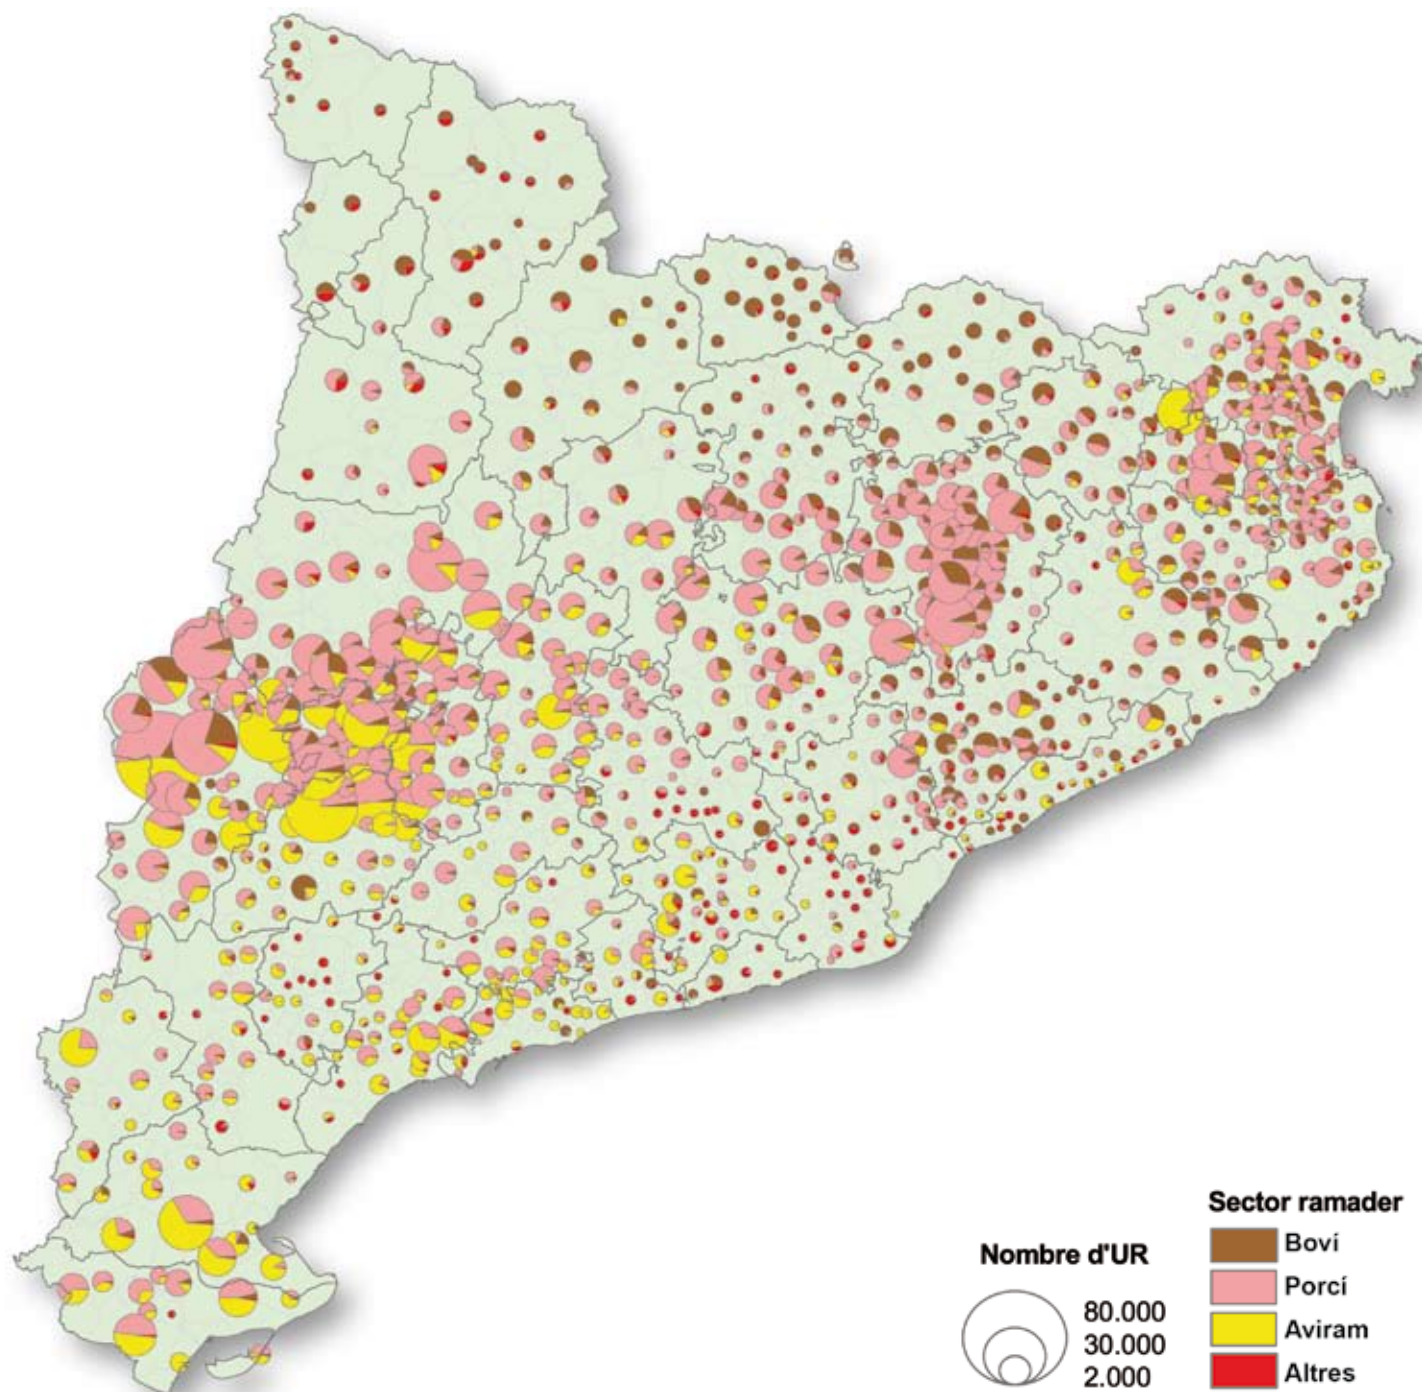 Sector ramader
Boví
Nombre d'UR
Porcí
80.000
Aviram
30.000
Altres
2.000